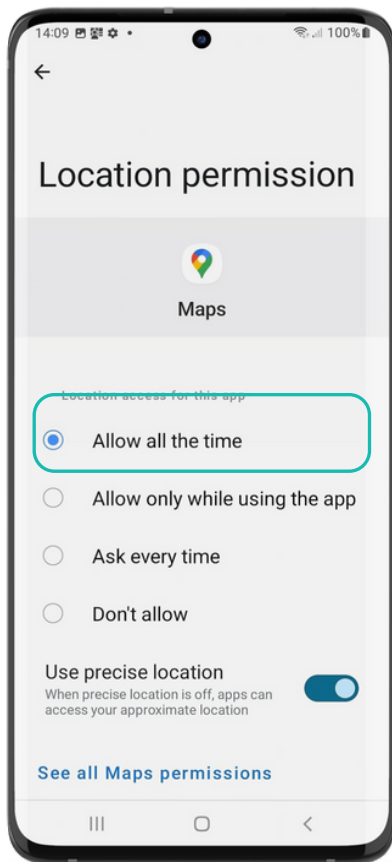 14:09 100%
Location permission
Maps
Location access for this app
Allow all the time
Allow only while using the app
Ask every time
Don't allow
Use precise location
When precise location is off, apps can
access your approximate location
See all Maps permissions